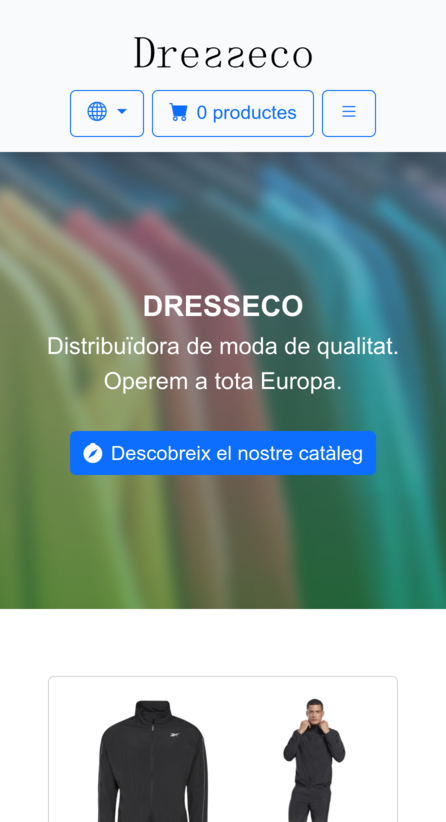 Dresseco
0 productes
DRESSECO
Distribuïdora de moda de qualitat.
Operem a tota Europa.
Descobreix el nostre catàleg